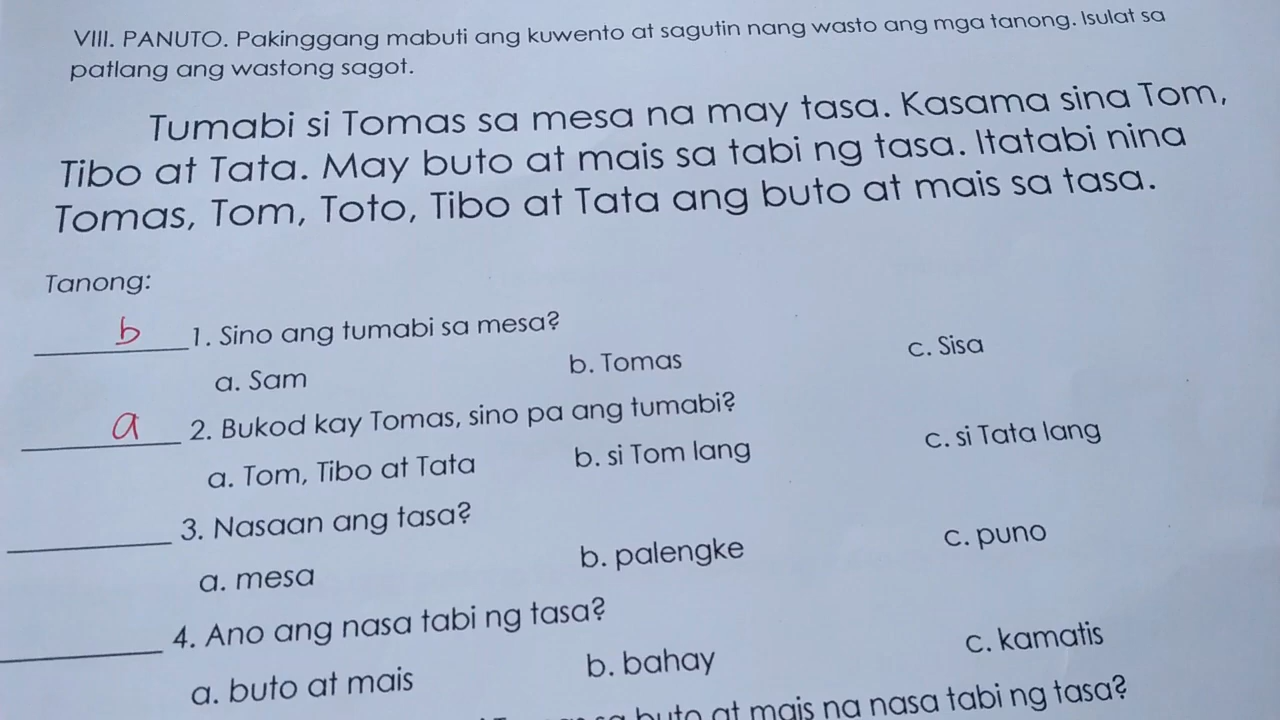 VIII. PANUTO. Pakinggang mabuti ang kuwento at sagutin nang wasto ang mga tanong. Isulat sa
patlang ang wastong sagot.
Tumabi si Tomas sa mesa na may tasa. Kasama sina Tom,
Tibo at Tata. May buto at mais sa tabi ng tasa. Itatabi nina
Tomas, Tom, Toto, Tibo at Tata ang buto at mais sa tasa.
Tanong:
b 1. Sino ang tumabi sa mesa?
a. Sam b. Tomas c. Sisa
a 2. Bukod kay Tomas, sino pa ang tumabi?
a. Tom, Tibo at Tata b. si Tom lang c. si Tata lang
3. Nasaan ang tasa?
a. mesa b. palengke c. puno
4. Ano ang nasa tabi ng tasa?
a. buto at mais b. bahay c. kamatis
buto at mais na nasa tabi ng tasa?